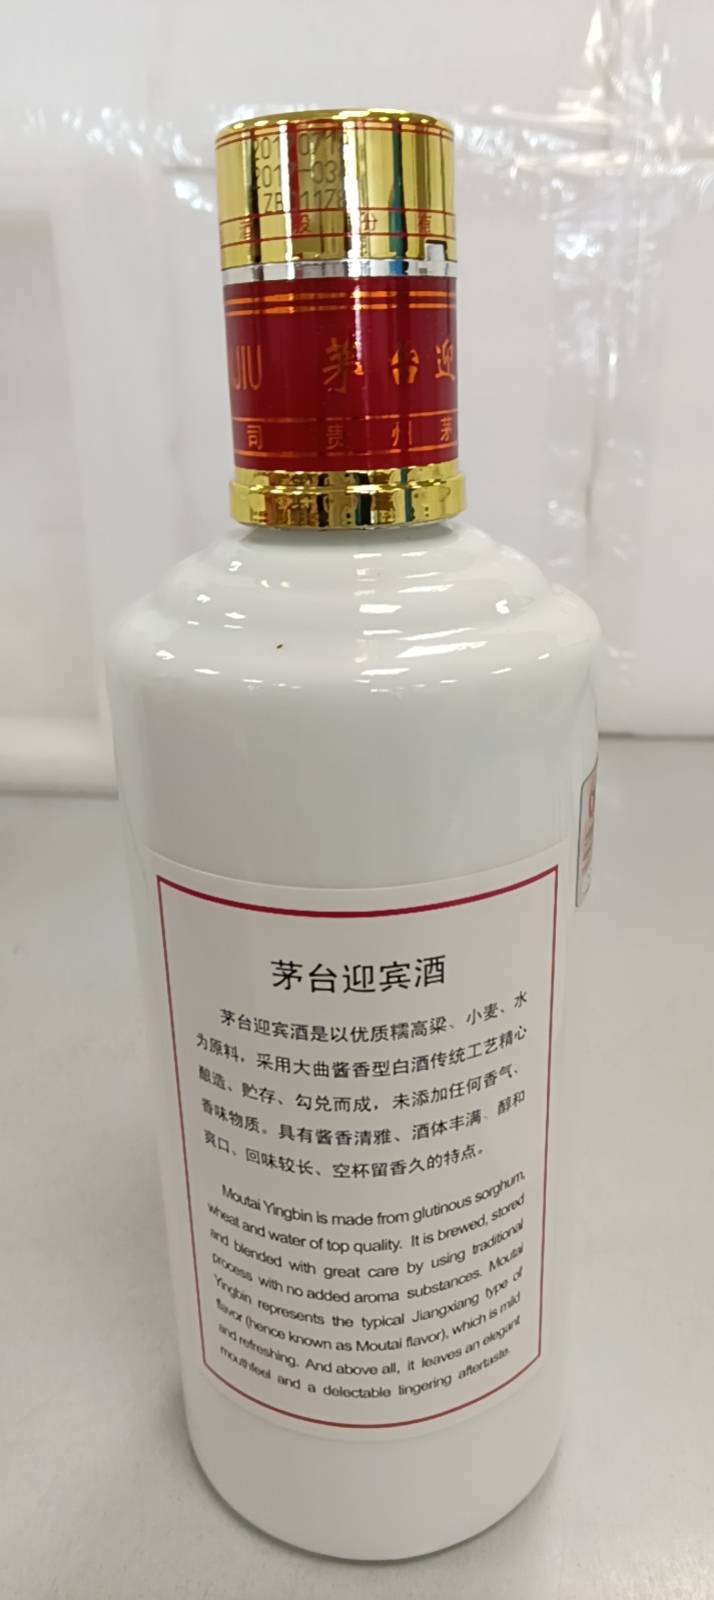 酒 股 份 有
JIU 茅台迎
司 贵 州 茅
茅台迎宾酒
茅台迎宾酒是以优质糯高粱、小麦、水
为原料，采用大曲酱香型白酒传统工艺精心
酿造、贮存、勾兑而成，未添加任何香气、
香味物质。具有酱香清雅、酒体丰满、醇和
爽口、回味较长、空杯留香久的特点。
Moutai Yingbin is made from glutinous sorghum,
wheat and water of top quality. It is brewed, stored
and blended with great care by using traditional
process with no added aroma substances. Moutai
Yingbin represents the typical Jiangxiang type of
flavor (hence known as Moutai flavor), which is mild
and refreshing. And above all, it leaves an elegant
mouthfeel and a delectable lingering aftertaste.